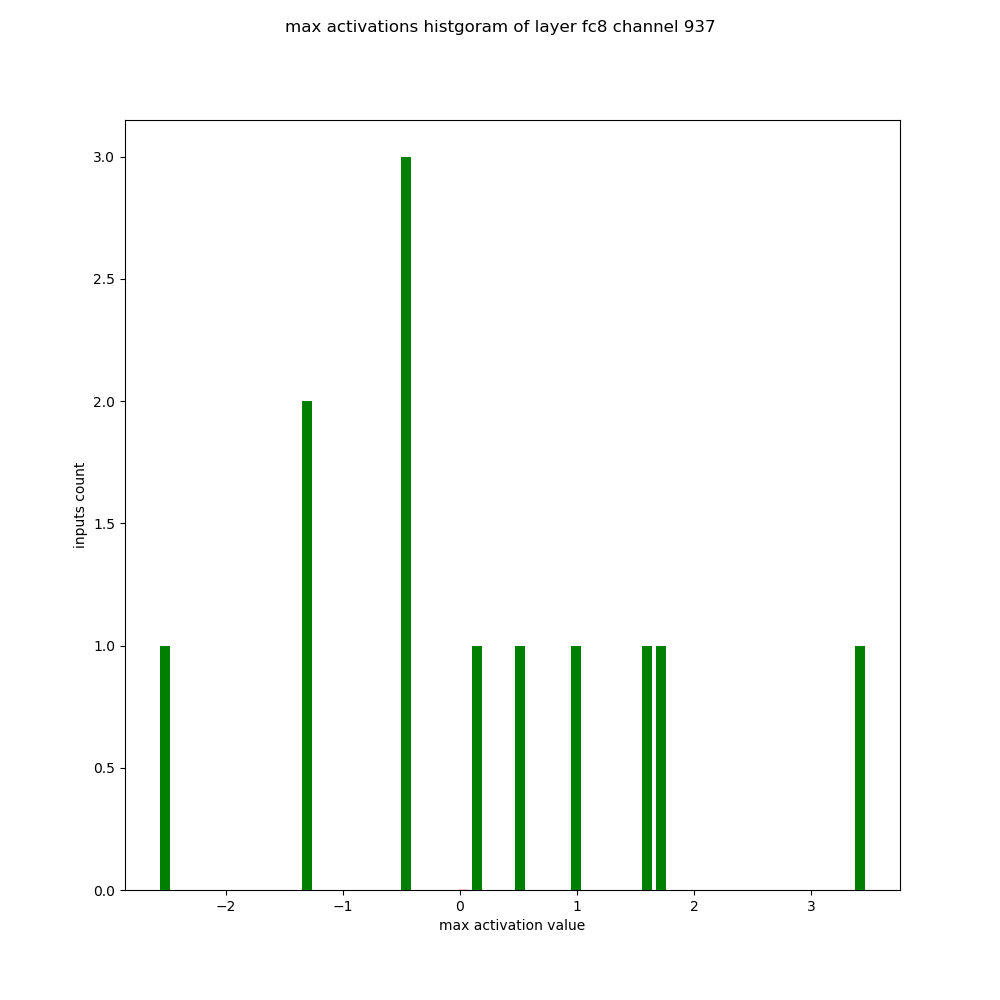 max activations histgoram of layer fc8 channel 937
3.0
2.5
2.0
1.5
1.0
0.5
0.0
inputs count
−2 −1 0 1 2 3
max activation value